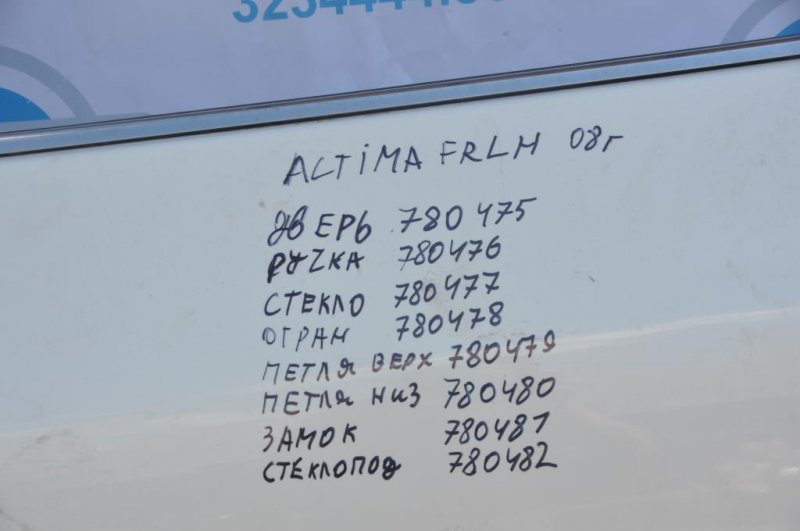 ALTIMA FRLH 08г
ДВЕРЬ 780475
РУЧКА 780476
СТЕКЛО 780477
ОГРАН 780478
ПЕТЛЯ ВЕРХ 780479
ПЕТЛЯ НИЗ 780480
ЗАМОК 780481
СТЕКЛОПОД 780482